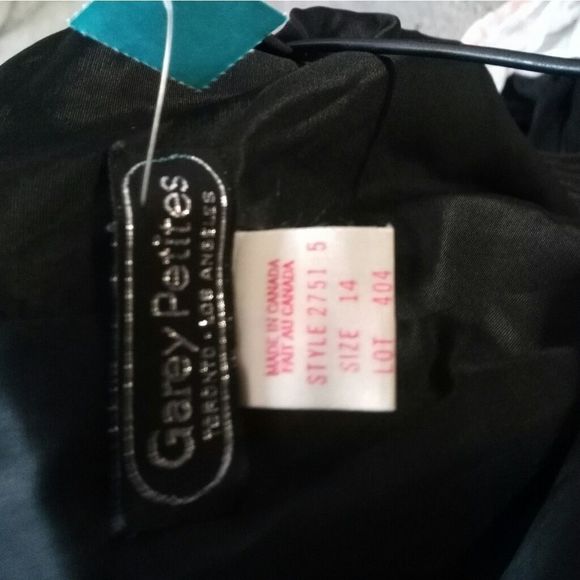 Garey Petites
TORONTO • LOS ANGELES
MADE IN CANADA
FAIT AU CANADA
STYLE 2751 5
SIZE 14
LOT 404